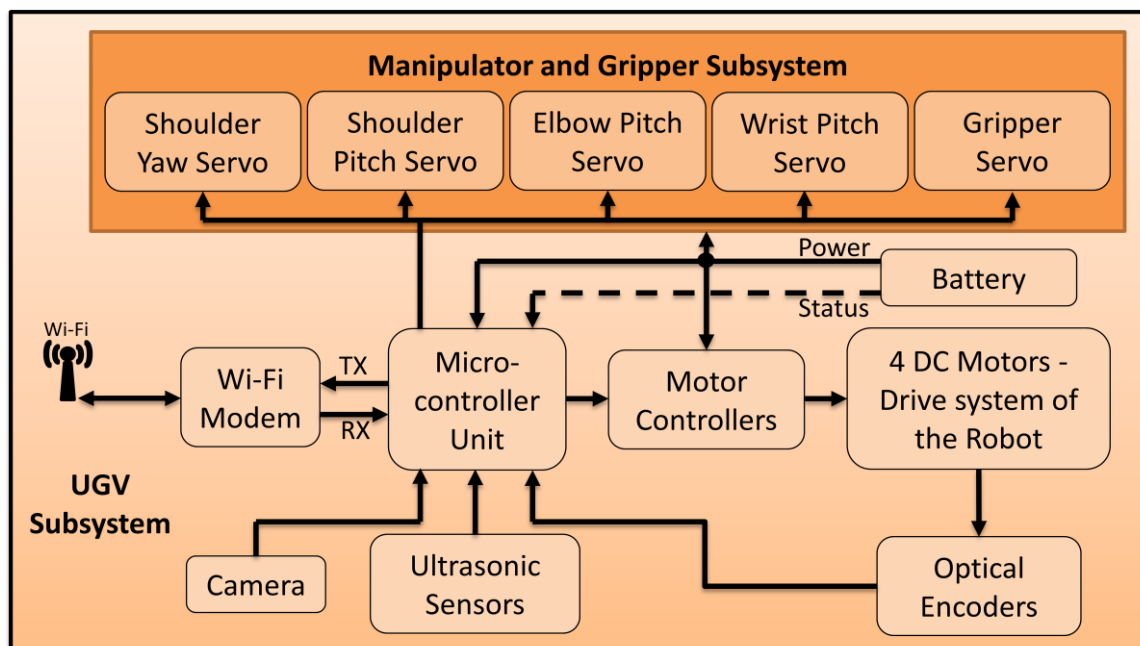 Manipulator and Gripper Subsystem
Shoulder
Yaw Servo
Shoulder
Pitch Servo
Elbow Pitch
Servo
Wrist Pitch
Servo
Gripper
Servo
Power
Battery
Status
Wi-Fi
Wi-Fi
Modem
TX
RX
Micro-
controller
Unit
Motor
Controllers
4 DC Motors -
Drive system of
the Robot
UGV
Subsystem
Camera
Ultrasonic
Sensors
Optical
Encoders